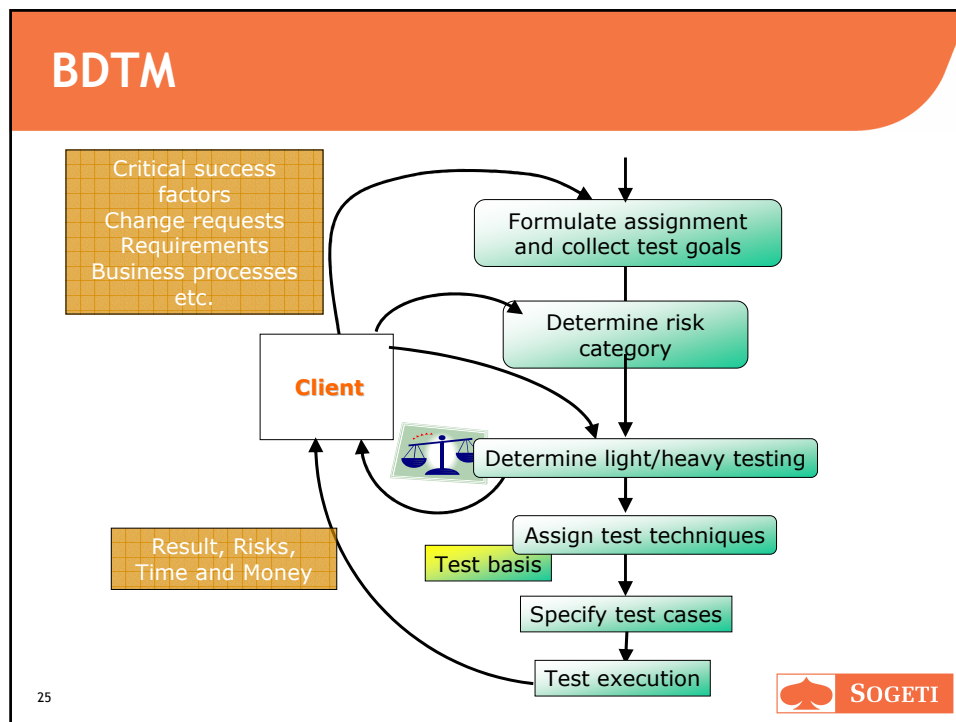 BDTM
Critical success
factors
Change requests
Requirements
Business processes
etc.
Formulate assignment
and collect test goals
Determine risk
category
Client
Determine light/heavy testing
Assign test techniques
Result, Risks,
Time and Money
Test basis
Specify test cases
Test execution
25
SOGETI